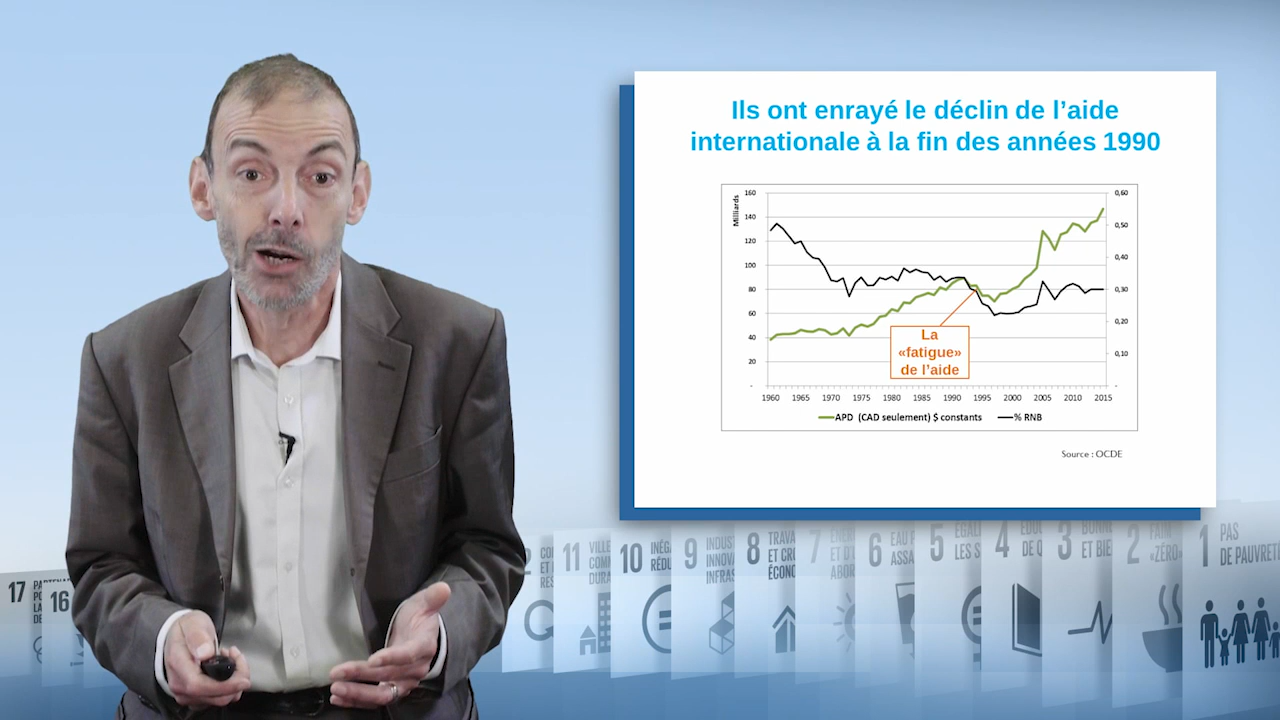 Ils ont enrayé le déclin de l’aide
internationale à la fin des années 1990
Milliards
160
140
120
100
80
60
40
20
-
0,60
0,50
0,40
0,30
0,20
0,10
-
La
«fatigue»
de l’aide
1960 1965 1970 1975 1980 1985 1990 1995 2000 2005 2010 2015
APD (CAD seulement) $ constants
% RNB
Source : OCDE
17
16
11
10
9
8
7
6
5
4
3
2
«ZÉRO»
1 PAS
DE PAUVRETÉ